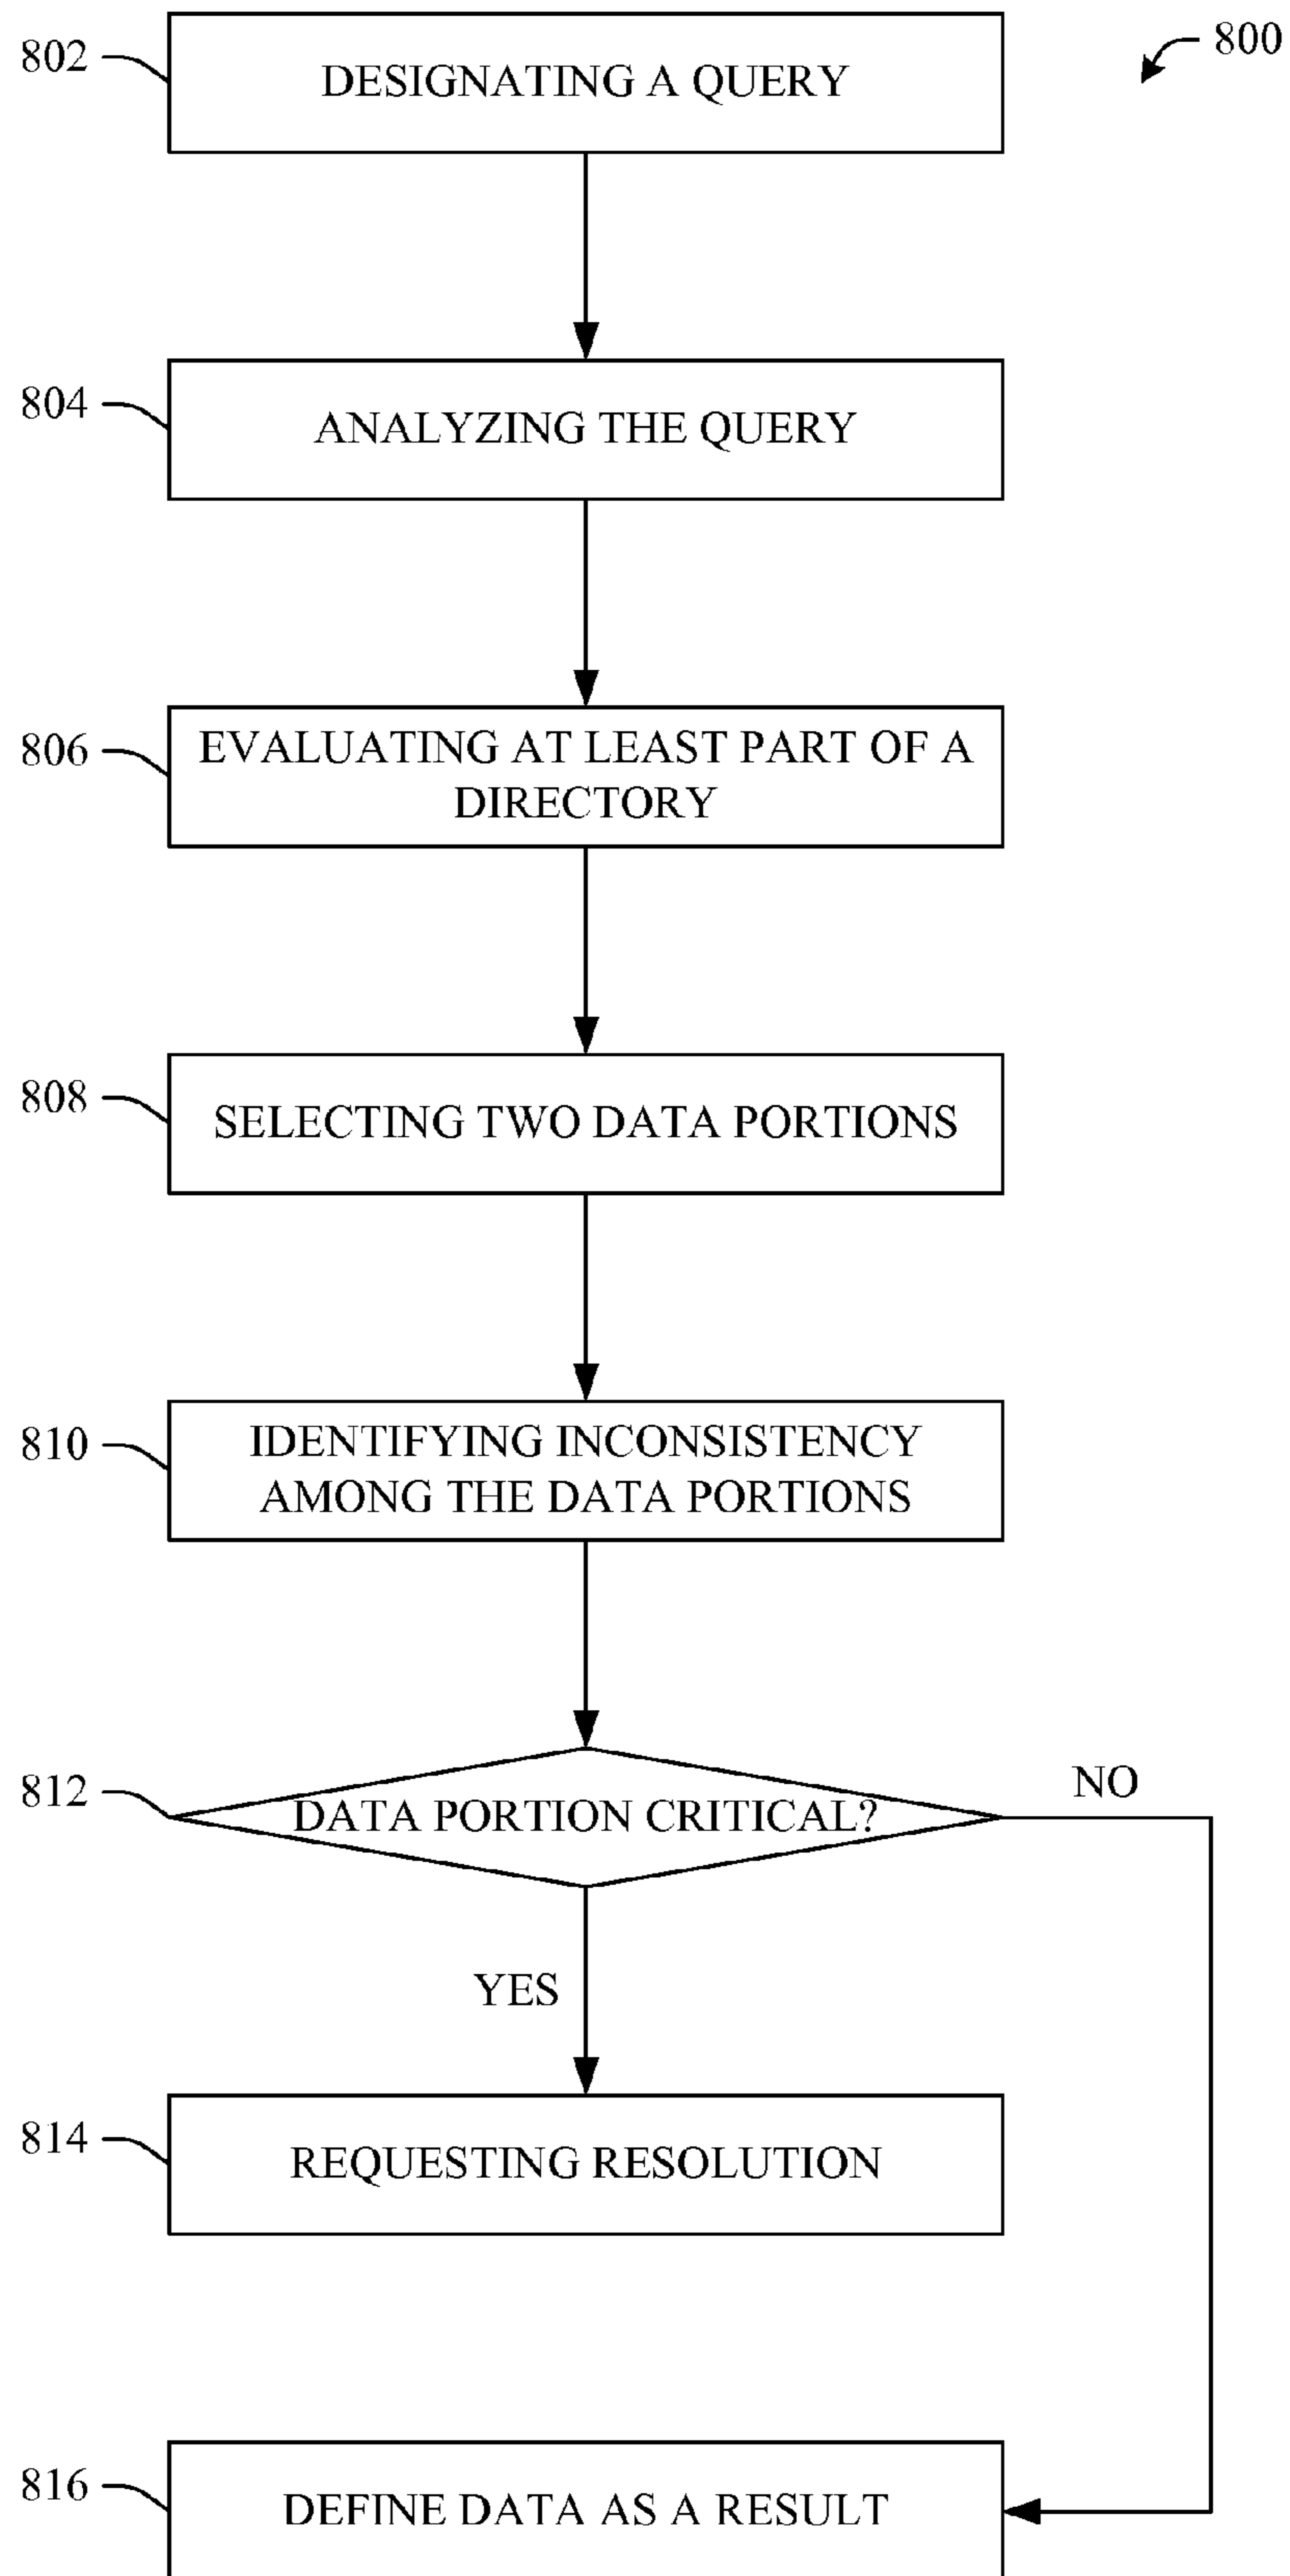 800
802
DESIGNATING A QUERY
804
ANALYZING THE QUERY
806
EVALUATING AT LEAST PART OF A
DIRECTORY
808
SELECTING TWO DATA PORTIONS
810
IDENTIFYING INCONSISTENCY
AMONG THE DATA PORTIONS
812
DATA PORTION CRITICAL?
NO
YES
814
REQUESTING RESOLUTION
816
DEFINE DATA AS A RESULT